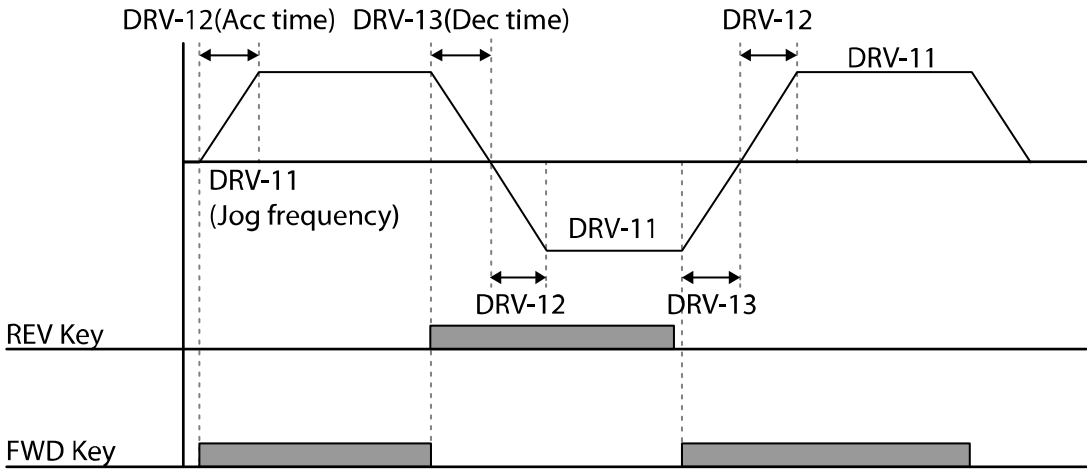 DRV-12(Acc time) DRV-13(Dec time) DRV-12
DRV-11
DRV-11
(Jog frequency)
DRV-11
DRV-12 DRV-13
REV Key
FWD Key